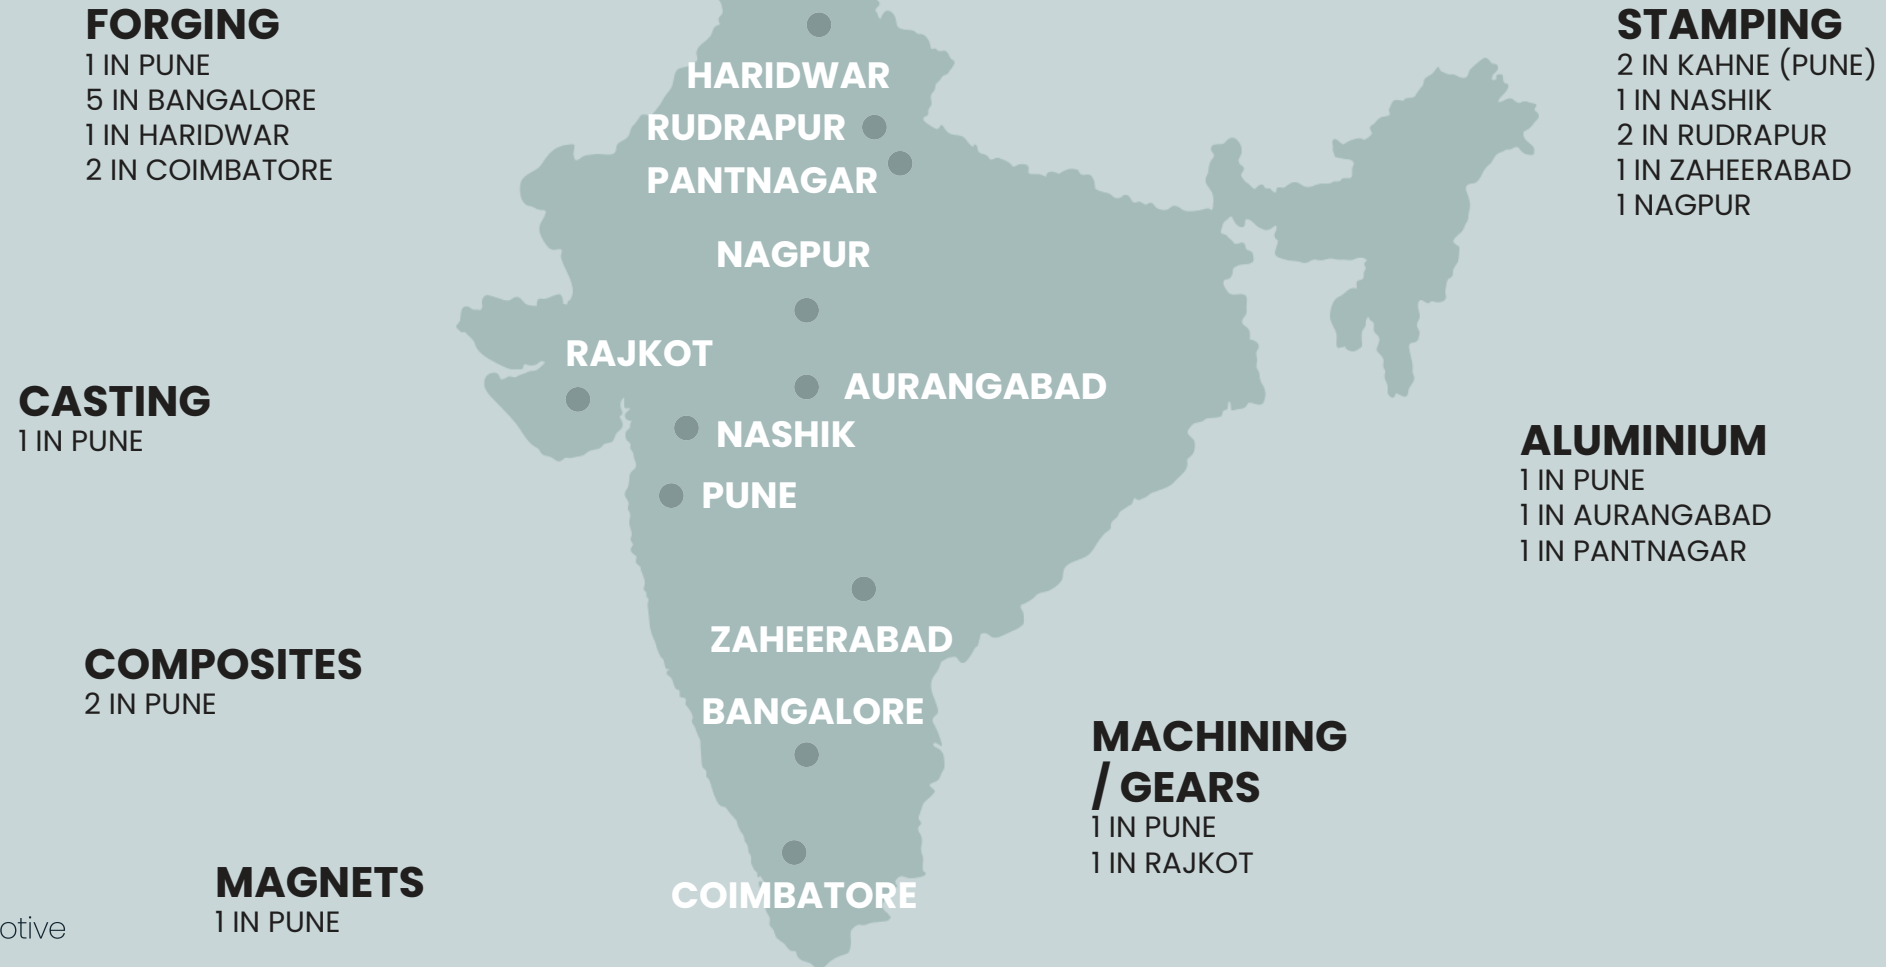 FORGING
1 IN PUNE
5 IN BANGALORE
1 IN HARIDWAR
2 IN COIMBATORE
STAMPING
2 IN KAHNE (PUNE)
1 IN NASHIK
2 IN RUDRAPUR
1 IN ZAHEERABAD
1 NAGPUR
HARIDWAR
RUDRAPUR
PANTNAGAR
NAGPUR
RAJKOT
AURANGABAD
NASHIK
PUNE
ZAHEERABAD
BANGALORE
COIMBATORE
CASTING
1 IN PUNE
ALUMINIUM
1 IN PUNE
1 IN AURANGABAD
1 IN PANTNAGAR
COMPOSITES
2 IN PUNE
MACHINING
/ GEARS
1 IN PUNE
1 IN RAJKOT
MAGNETS
1 IN PUNE
otive